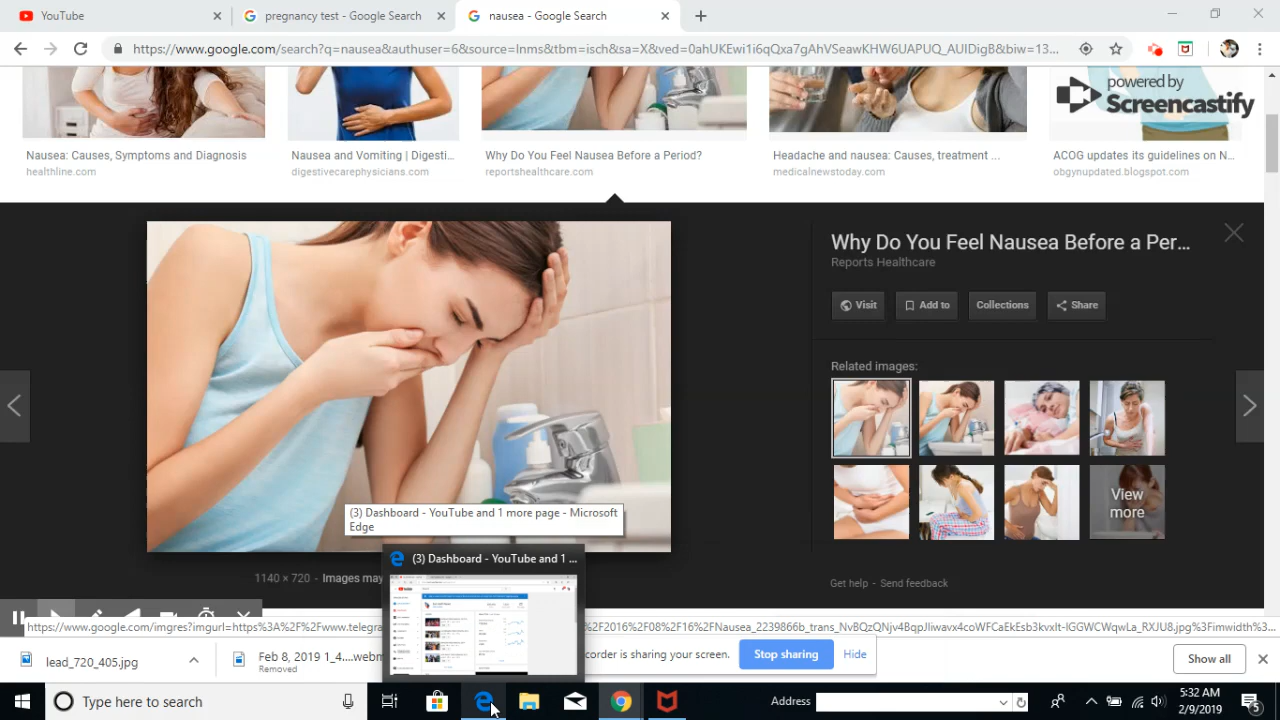 YouTube
pregnancy test - Google Search
nausea - Google Search
https://www.google.com/search?q=nausea&authuser=6&source=lnms&tbm=isch&sa=X&ved=0ahUKEwi1i6qQxa7gAhVSeawKHW6UAPUQ_AUIDigB&biw=13...
powered by
Screencastify
Nausea: Causes, Symptoms and Diagnosis
healthline.com
Nausea and Vomiting | Digesti...
digestivecarephysicians.com
Why Do You Feel Nausea Before a Period?
reportshealthcare.com
Headache and nausea: Causes, treatment ...
medicalnewstoday.com
ACOG updates its guidelines on N...
obgynupdated.blogspot.com
Why Do You Feel Nausea Before a Per...
Reports Healthcare
Visit
Add to
Collections
Share
Related images:
View
more
(3) Dashboard - YouTube and 1 more page - Microsoft
Edge
(3) Dashboard - YouTube and 1 ...
1140 × 720 - Images may
Get help - Send feedback
lead_720_405.jp
Feb 8, 2019 1_4....
Removed
is sharing your scre
Stop sharing
Hide
Show all
Type here to search
Address
3:32 AM
2/9/2019
5